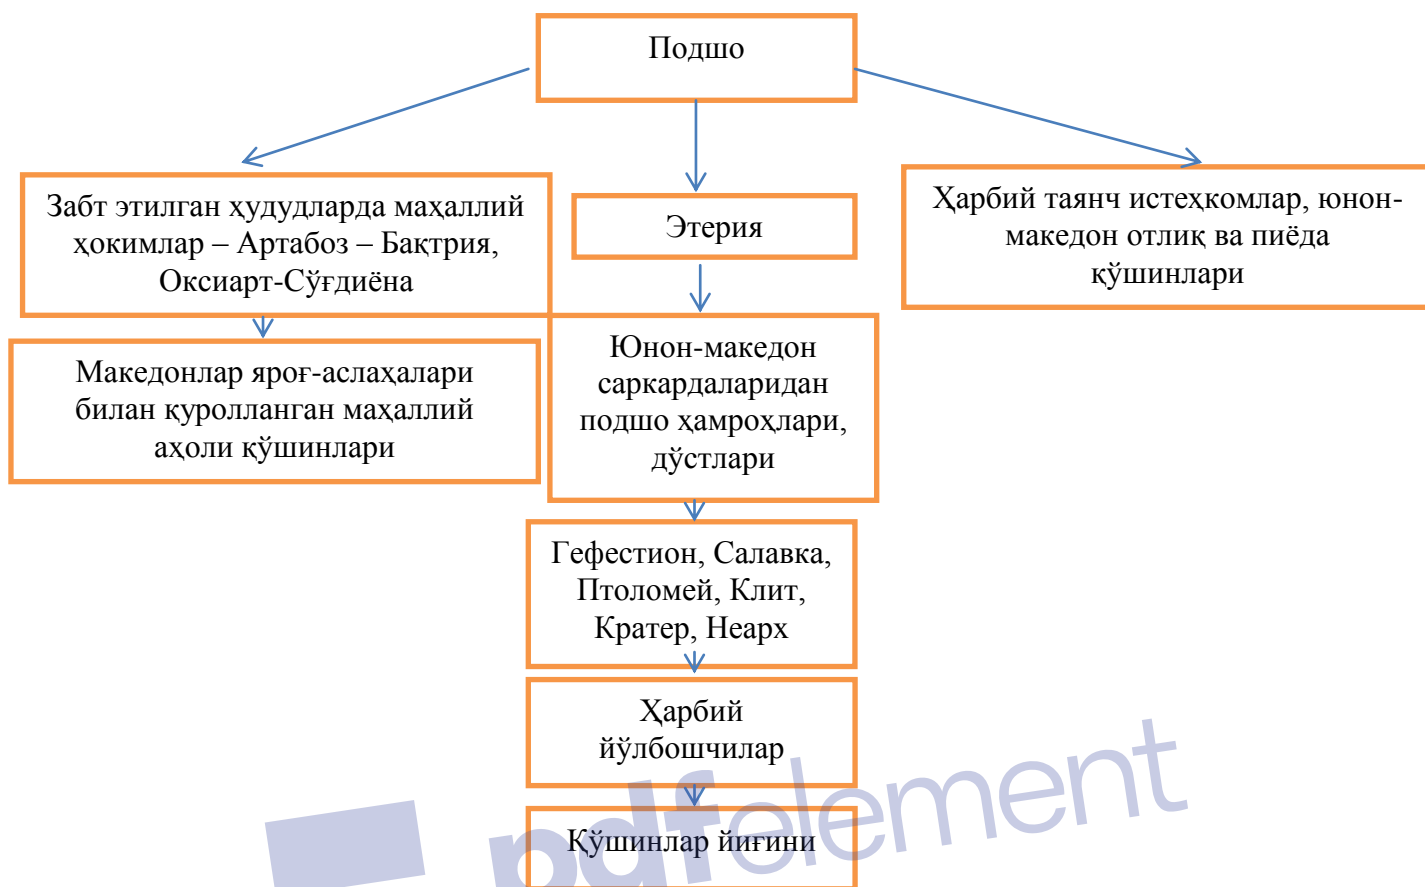 Подшо
Забт этилган ҳудудларда маҳаллий
ҳокимлар – Артабоз – Бақтрия,
Оксиарт-Сўғдиёна
Этерия
Ҳарбий таянч истеҳкомлар, юнон-
македон отлиқ ва пиёда
қўшинлари
Македонлар яроғ-аслаҳалари
билан қуролланган маҳаллий
аҳоли қўшинлари
Юнон-македон
саркардаларидан
подшо ҳамроҳлари,
дўстлари
Гефестион, Салавка,
Птоломей, Клит,
Кратер, Неарх
Ҳарбий
йўлбошчилар
Қўшинлар йиғини
pdfelement